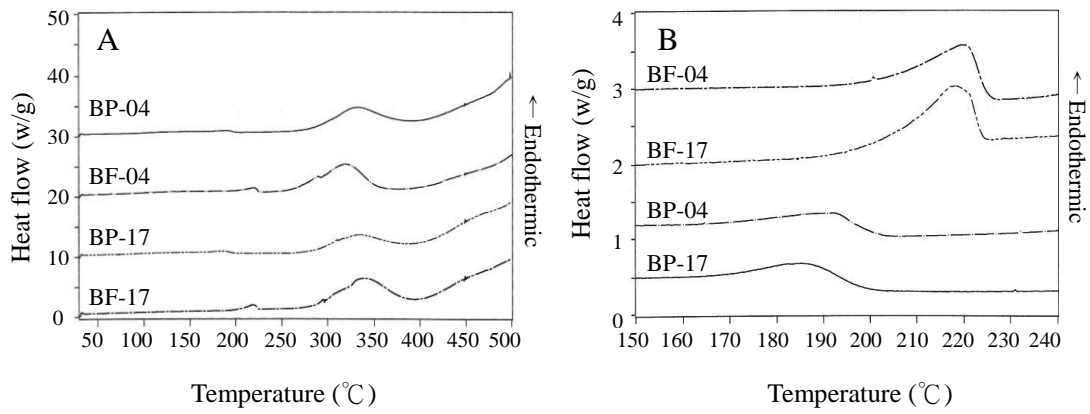 A
Heat flow (w/g)
50
40
30
20
10
0
BP-04
BF-04
BP-17
BF-17
50 100 150 200 250 300 350 400 450 500
Temperature (℃)
← Endothermic
B
Heat flow (w/g)
4
3
2
1
0
BF-04
BF-17
BP-04
BP-17
150 160 170 180 190 200 210 220 230 240
Temperature (℃)
← Endothermic